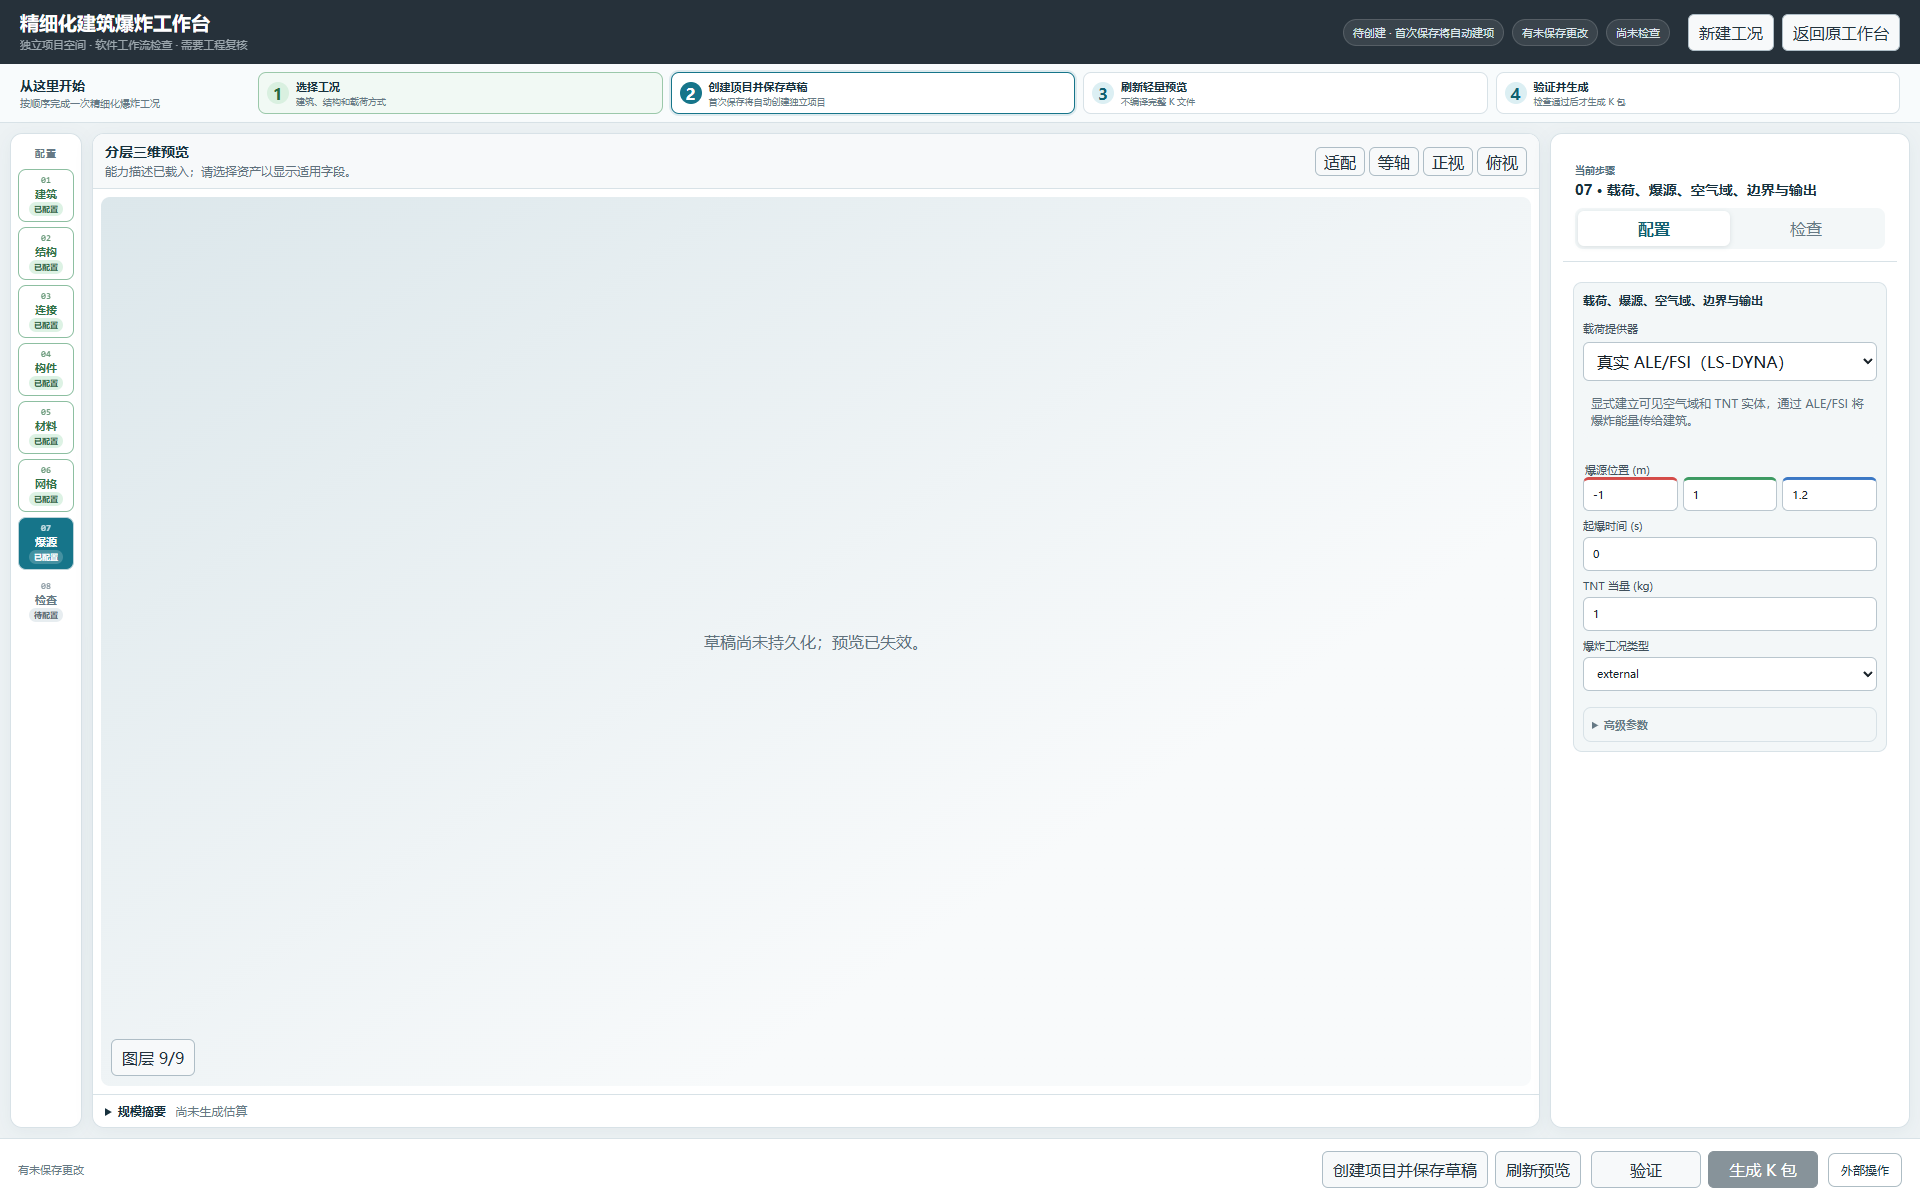 精细化建筑爆炸工作台
独立项目空间 · 软件工作流检查 · 需要工程复核
待创建 · 首次保存将自动建项
有未保存更改
尚未检查
新建工况
返回原工作台
从这里开始
按顺序完成一次精细化爆炸工况
1
选择工况
建筑、结构和载荷方式
2
创建项目并保存草稿
首次保存将自动创建独立项目
3
刷新轻量预览
不编译完整 K 文件
4
验证并生成
检查通过后才生成 K 包
配置
01
建筑
已配置
02
结构
已配置
03
连接
已配置
04
构件
已配置
05
材料
已配置
06
网格
已配置
07
爆源
已配置
08
检查
待配置
分层三维预览
能力描述已载入；请选择资产以显示适用字段。
适配
等轴
正视
俯视
草稿尚未持久化；预览已失效。
图层 9/9
▸ 规模摘要 尚未生成估算
当前步骤
07 • 载荷、爆源、空气域、边界与输出
配置
检查
载荷、爆源、空气域、边界与输出
载荷提供器
真实 ALE/FSI（LS-DYNA）
显式建立可见空气域和 TNT 实体，通过 ALE/FSI 将
爆炸能量传给建筑。
爆源位置 (m)
-1
1
1.2
起爆时间 (s)
0
TNT 当量 (kg)
1
爆炸工况类型
external
▸ 高级参数
有未保存更改
创建项目并保存草稿
刷新预览
验证
生成 K 包
外部操作